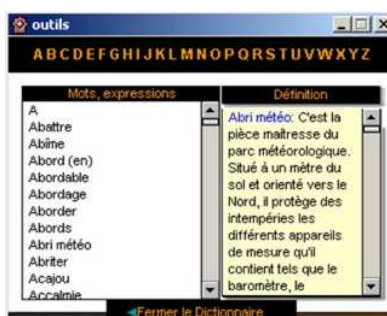 outils
A B C D E F G H I J K L M N O P Q R S T U V W X Y Z
Mots, expressions
A
Abattre
Abîme
Abord (en)
Abordable
Abordage
Aborder
Abords
Abri météo
Abriter
Acajou
Accalmie
Définition
Abri météo: C'est la
pièce maîtresse du
parc météorologique.
Situé à un mètre du
sol et orienté vers le
Nord, il protège des
intempéries les
différents appareils
de mesure qu'il
contient tels que le
baromètre, le
Fermer le Dictionnaire